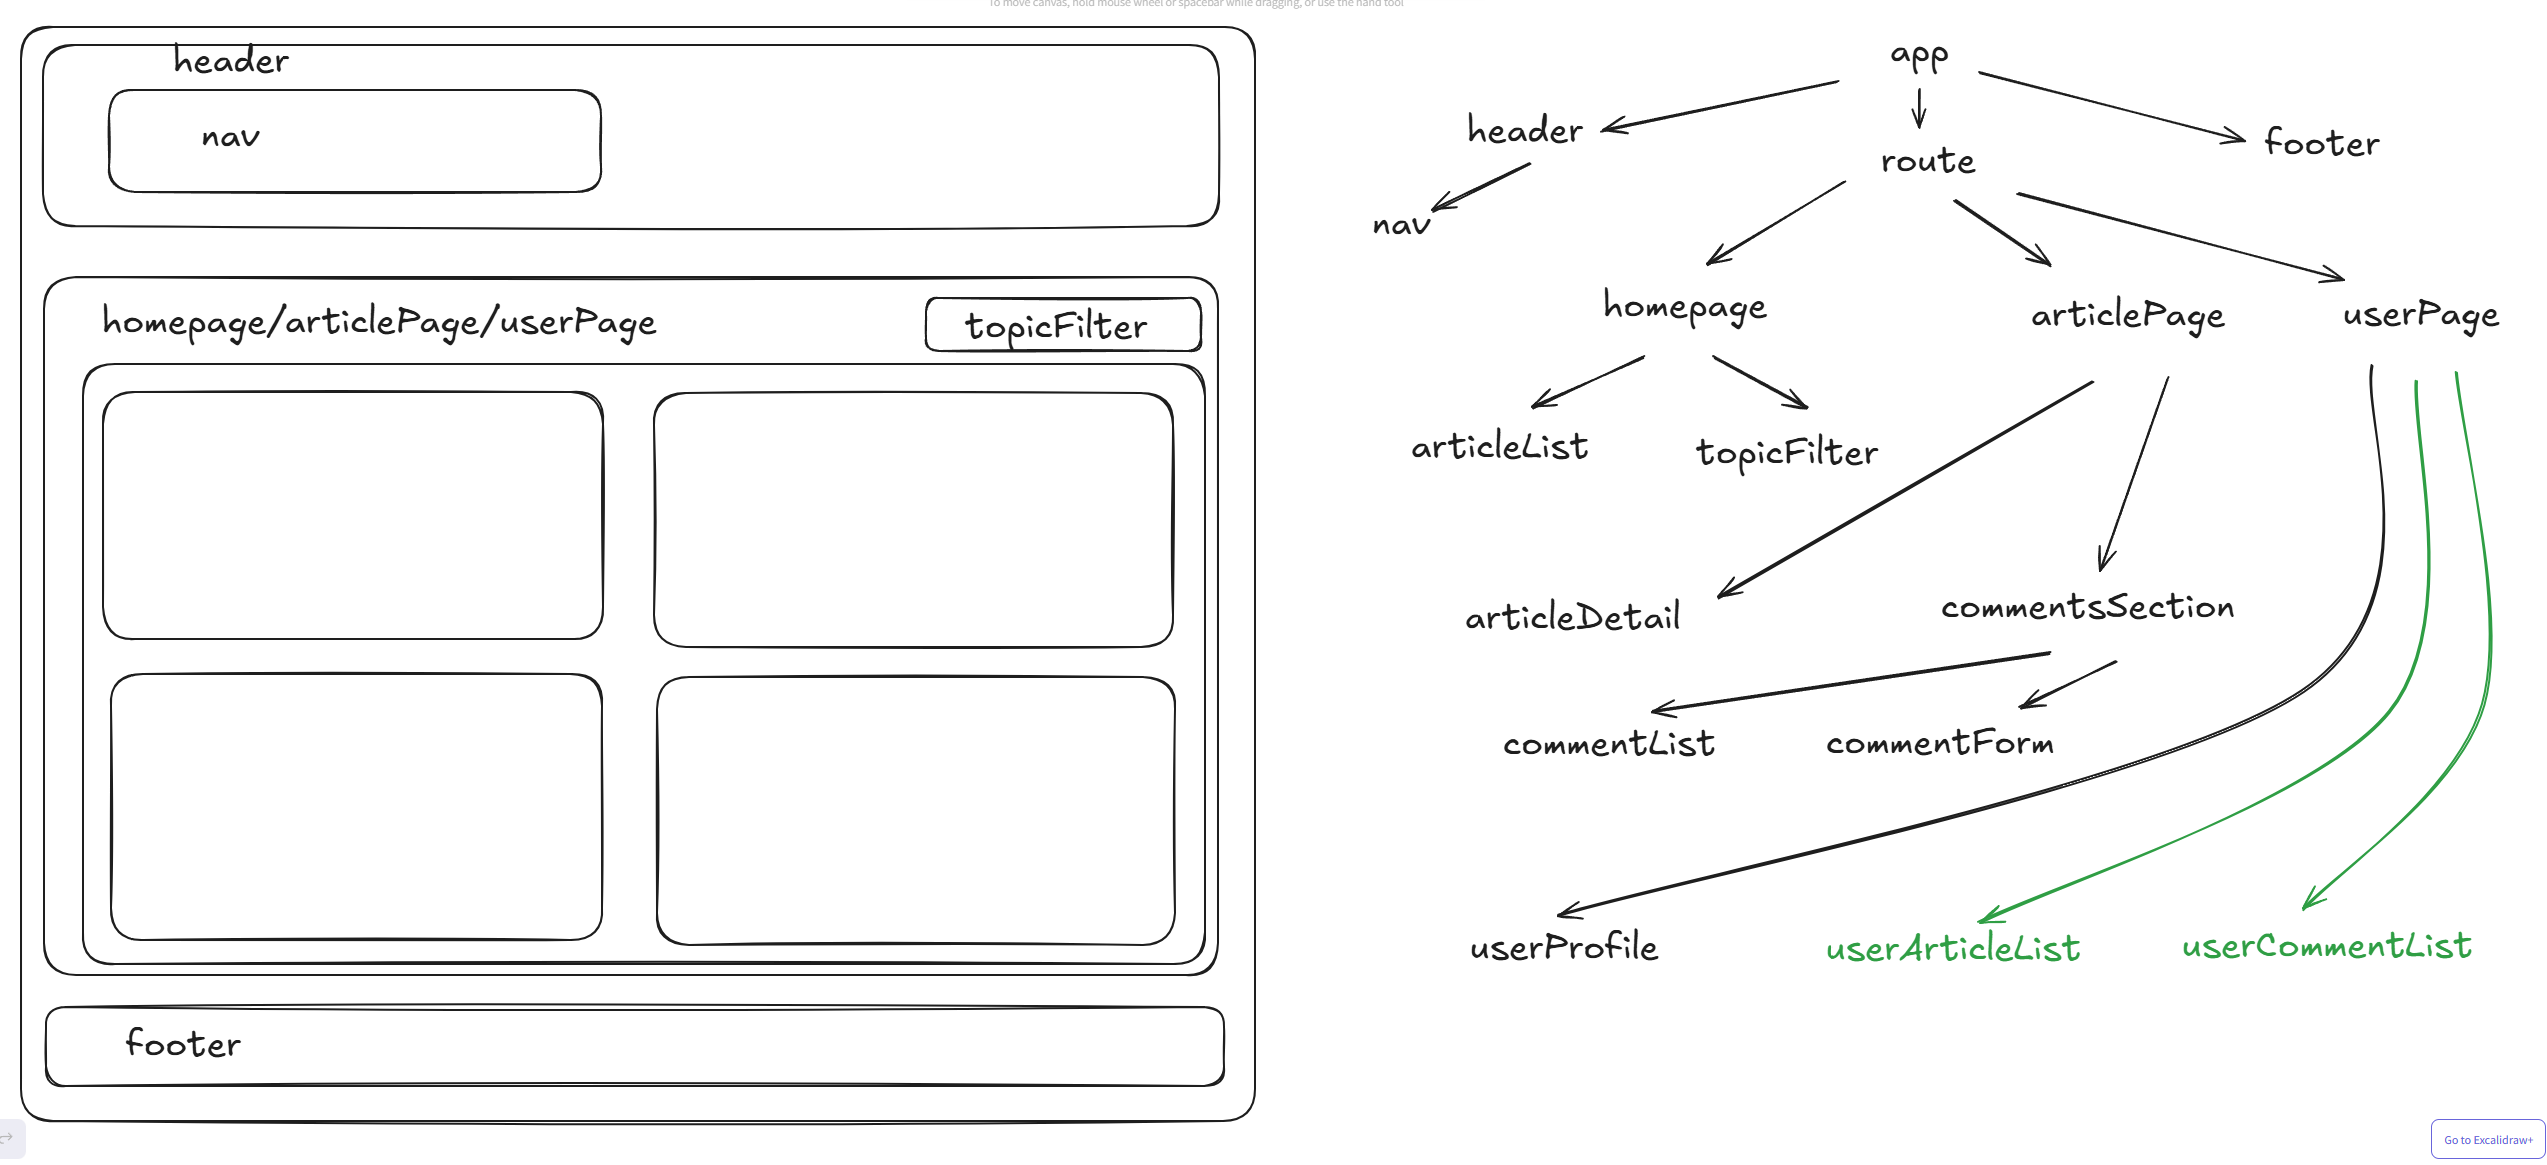 To move canvas, hold mouse wheel or spacebar while dragging, or use the hand tool
header
nav
homepage/articlePage/userPage
topicFilter
footer
app
header
route
footer
nav
homepage
articlePage
userPage
articleList
topicFilter
articleDetail
commentsSection
commentList
commentForm
userProfile
userArticleList
userCommentList
Go to Excalidraw+